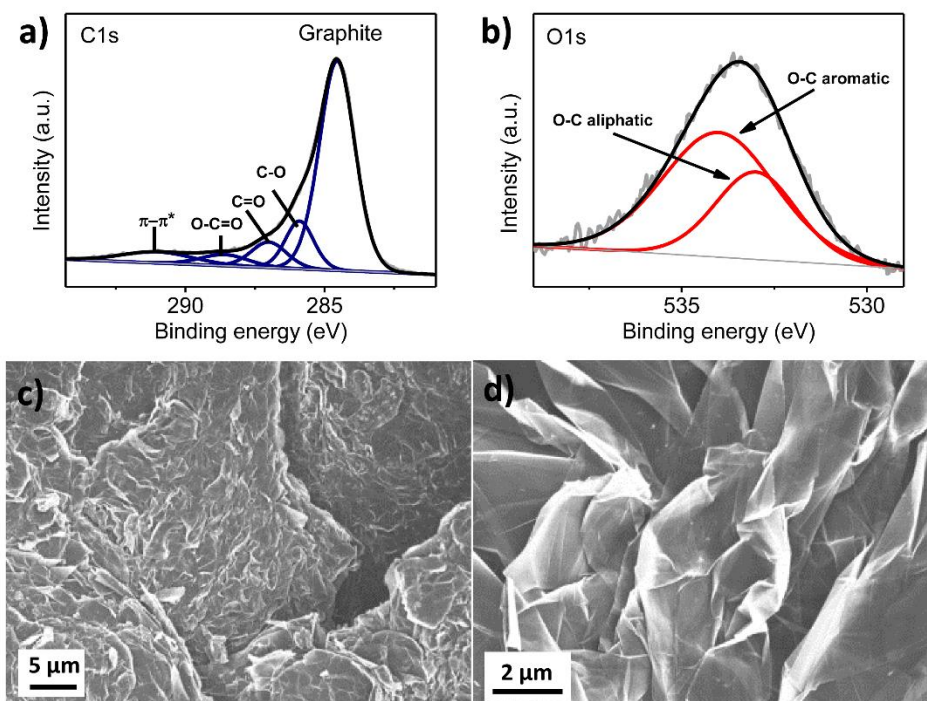 a)
C1s
Graphite
C-O
C=O
O-C=O
π–π*
Intensity (a.u.)
290
285
Binding energy (eV)
b)
O1s
O-C aromatic
O-C aliphatic
Intensity (a.u.)
535
530
Binding energy (eV)
c)
5 µm
d)
2 µm